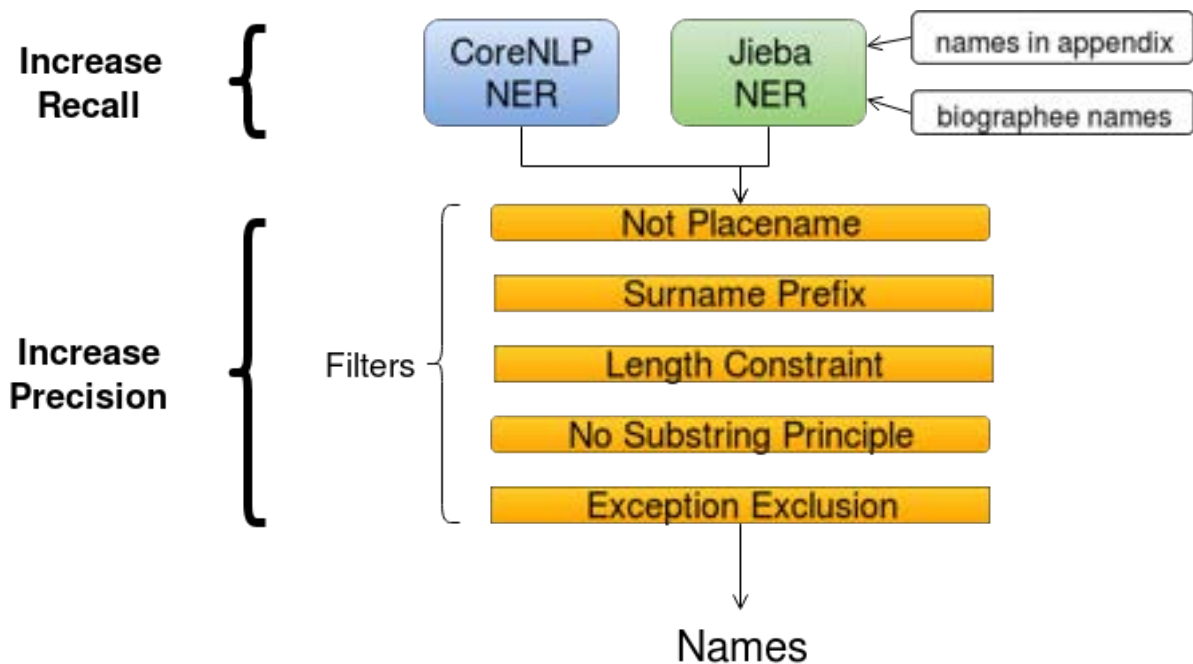 Increase
Recall
CoreNLP
NER
Jieba
NER
names in appendix
biographee names
Increase
Precision
Filters
Not Placename
Surname Prefix
Length Constraint
No Substring Principle
Exception Exclusion
Names